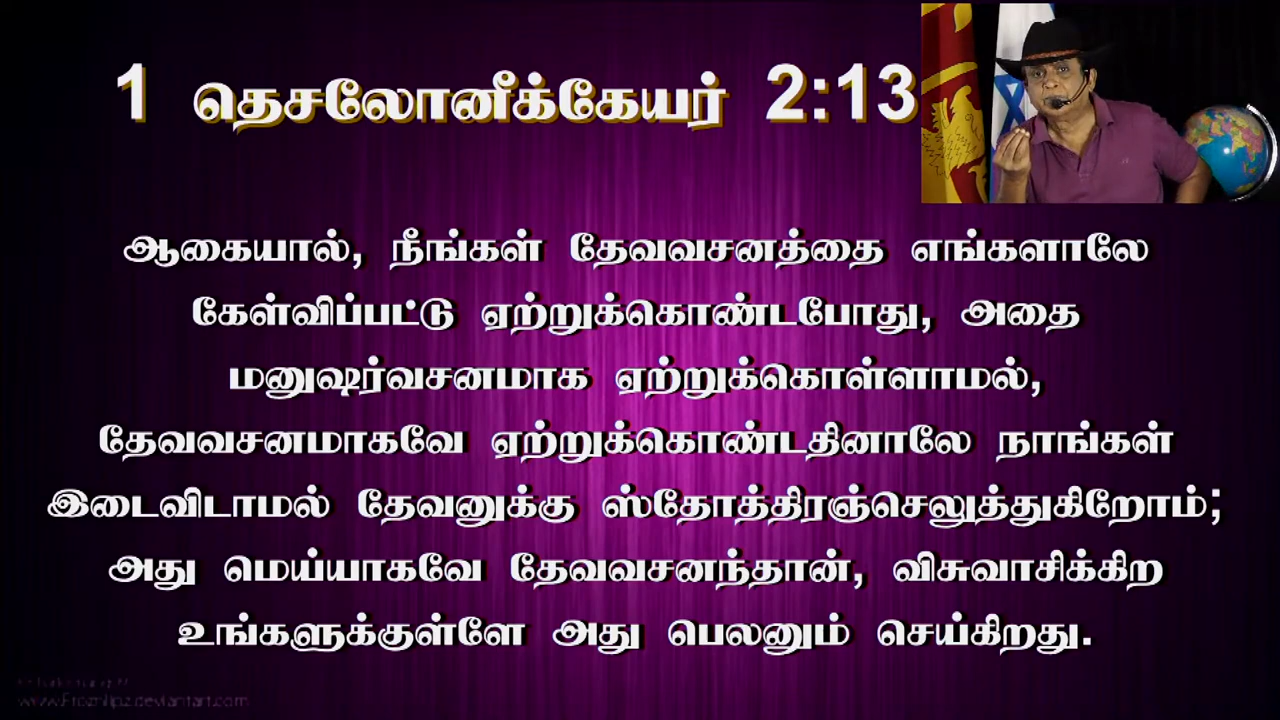 1 தெசலோனீக்கேயர் 2:13
ஆகையால், நீங்கள் தேவவசனத்தை எங்களாலே
கேள்விப்பட்டு ஏற்றுக்கொண்டபோது, அதை
மனுஷர்வசனமாக ஏற்றுக்கொள்ளாமல்,
தேவவசனமாகவே ஏற்றுக்கொண்டதினாலே நாங்கள்
இடைவிடாமல் தேவனுக்கு ஸ்தோத்திரஞ்செலுத்துகிறோம்;
அது மெய்யாகவே தேவவசனந்தான், விசுவாசிக்கிற
உங்களுக்குள்ளே அது பெலனும் செய்கிறது.